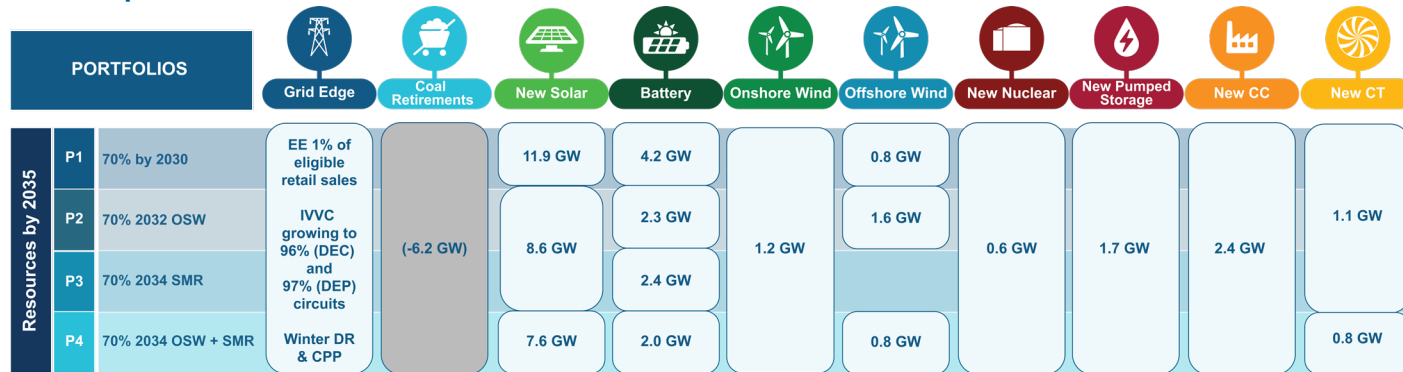 PORTFOLIOS
Grid Edge
Coal
Retirements
New Solar
Battery
Onshore Wind
Offshore Wind
New Nuclear
New Pumped
Storage
New CC
New CT
Resources by 2035
P1
70% by 2030
P2
70% 2032 OSW
P3
70% 2034 SMR
P4
70% 2034 OSW + SMR
EE 1% of
eligible
retail sales
IVVC
growing to
96% (DEC)
and
97% (DEP)
circuits
Winter DR
& CPP
(-6.2 GW)
11.9 GW
8.6 GW
7.6 GW
4.2 GW
2.3 GW
2.4 GW
2.0 GW
1.2 GW
0.8 GW
1.6 GW
0.8 GW
0.6 GW
1.7 GW
2.4 GW
1.1 GW
0.8 GW